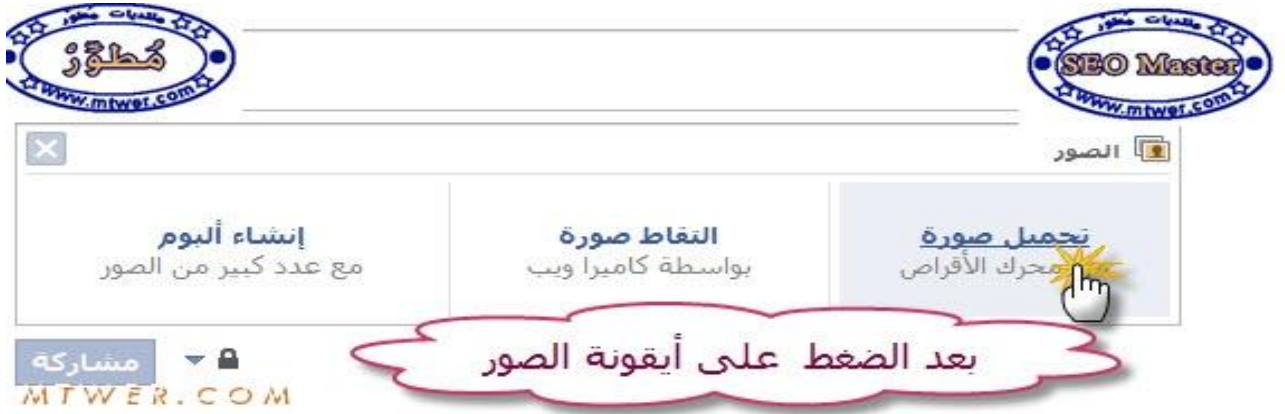 منتديات مطور
مُطوَّرْ
www.mtwer.com
منتديات مطور
SEO Master
www.mtwer.com
الصور
تحميل صورة
محرك الأقراص
التقاط صورة
بواسطة كاميرا ويب
إنشاء ألبوم
مع عدد كبير من الصور
بعد الضغط على أيقونة الصور
مشاركة
MTWER.COM